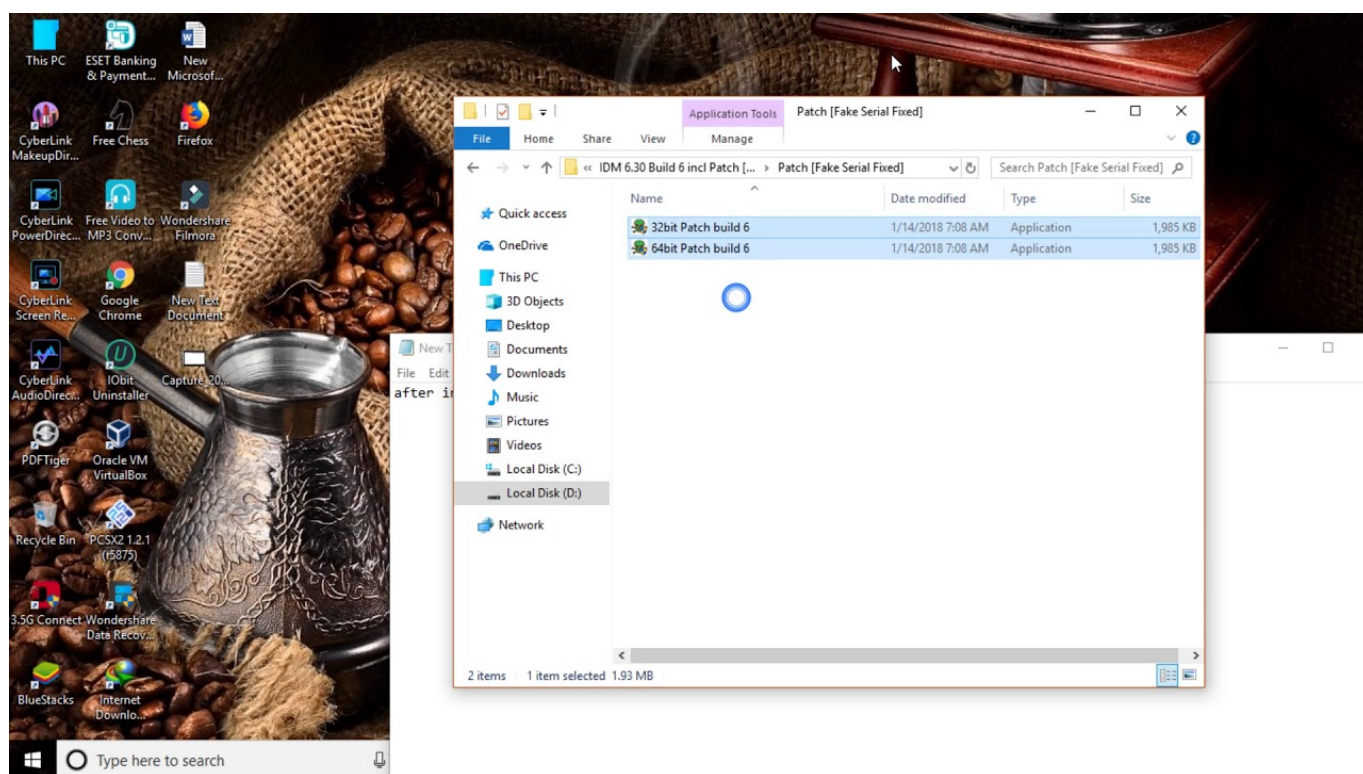 This PC
ESET Banking
& Payment...
New
Microsof...
CyberLink
MakeupDir...
Free Chess
Firefox
CyberLink
PowerDirec...
Free Video to
MP3 Conv...
Wondershare
Filmora
CyberLink
Screen Re...
Google
Chrome
New Text
Document
CyberLink
AudioDirec...
IObit
Uninstaller
Capture_20...
PDFTiger
Oracle VM
VirtualBox
Recycle Bin
PCSX2 1.2.1
(r5875)
3.5G Connect
Wondershare
Data Recov...
BlueStacks
Internet
Downlo...
Type here to search
Application Tools
Patch [Fake Serial Fixed]
File Home Share View Manage
« IDM 6.30 Build 6 incl Patch [... › Patch [Fake Serial Fixed]
Search Patch [Fake Serial Fixed]
Name Date modified Type Size
32bit Patch build 6 1/14/2018 7:08 AM Application 1,985 KB
64bit Patch build 6 1/14/2018 7:08 AM Application 1,985 KB
Quick access
OneDrive
This PC
3D Objects
Desktop
Documents
Downloads
Music
Pictures
Videos
Local Disk (C:)
Local Disk (D:)
Network
2 items 1 item selected 1.93 MB
New T
File Edit
after in